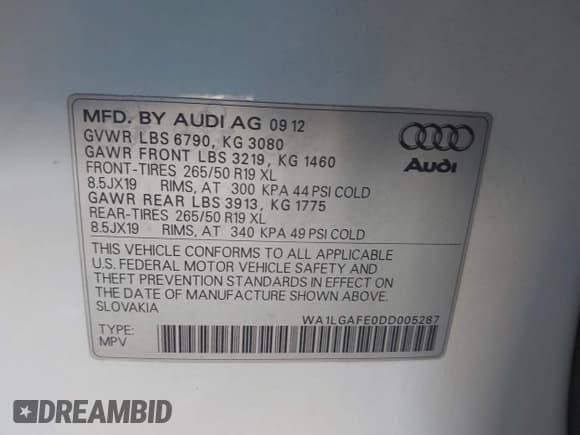 MFD. BY AUDI AG 09 12
GVWR LBS 6790, KG 3080
GAWR FRONT LBS 3219, KG 1460
FRONT-TIRES 265/50 R19 XL
8.5JX19 RIMS, AT 300 KPA 44 PSI COLD
GAWR REAR LBS 3913, KG 1775
REAR-TIRES 265/50 R19 XL
8.5JX19 RIMS, AT 340 KPA 49 PSI COLD
Audi
THIS VEHICLE CONFORMS TO ALL APPLICABLE
U.S. FEDERAL MOTOR VEHICLE SAFETY AND
THEFT PREVENTION STANDARDS IN EFFECT ON
THE DATE OF MANUFACTURE SHOWN ABOVE.
SLOVAKIA
WA1LGAFE0DD005287
TYPE:
MPV
DREAMBID